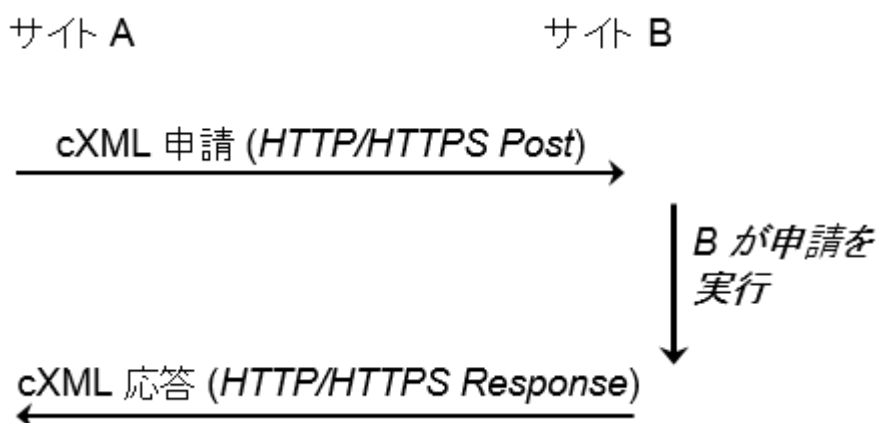 サイト A
サイト B
cXML 申請 (HTTP/HTTPS Post)
B が申請を
実行
cXML 応答 (HTTP/HTTPS Response)